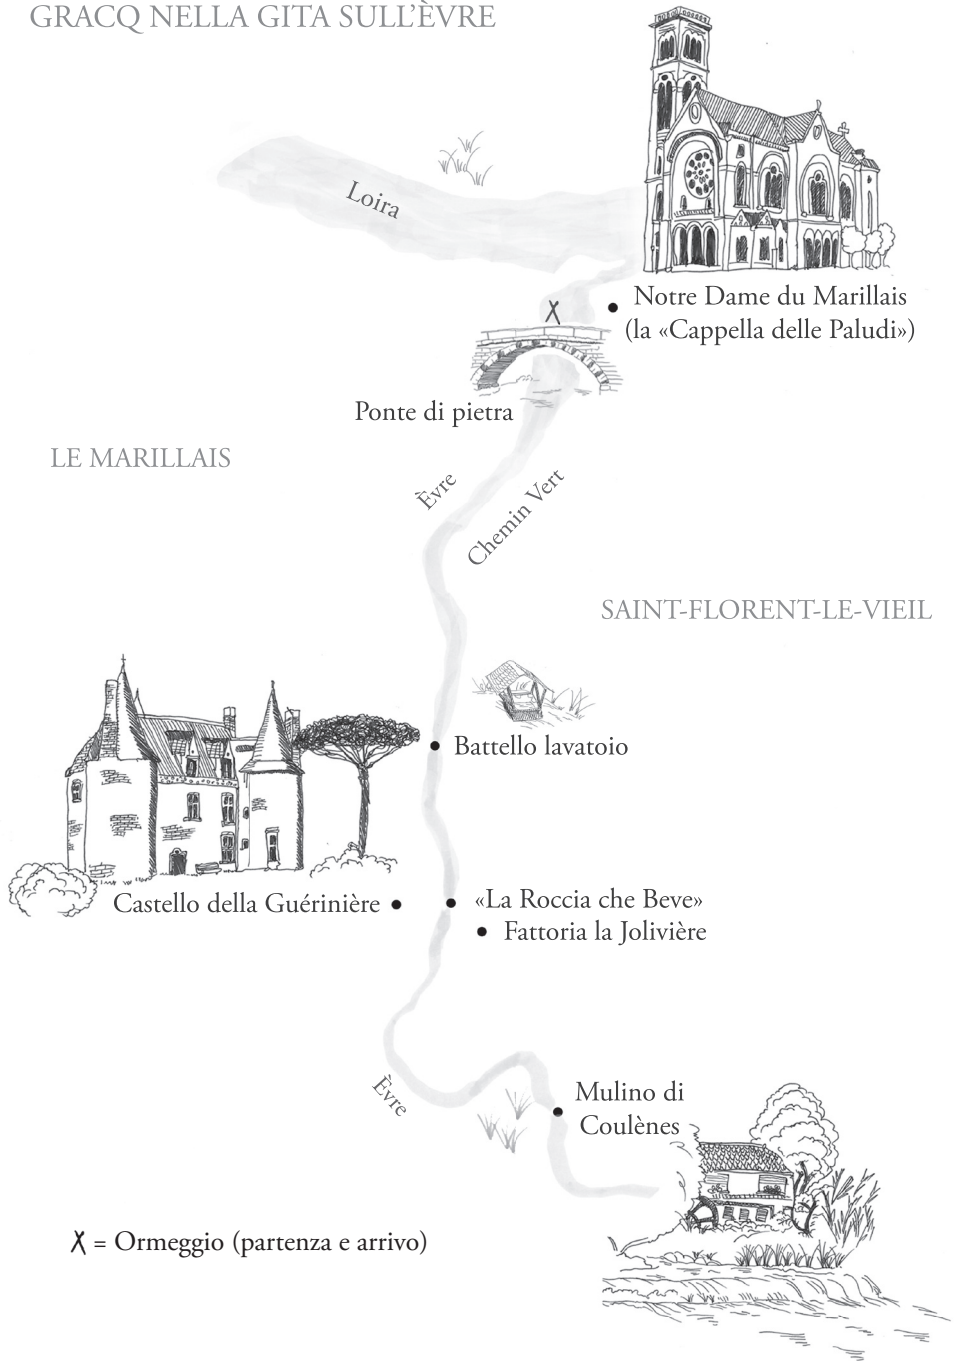 GRACQ NELLA GITA SULL’ÈVRE
Loira
Notre Dame du Marillais
(la «Cappella delle Paludi»)
Ponte di pietra
LE MARILLAIS
Èvre
Chemin Vert
SAINT-FLORENT-LE-VIEIL
Battello lavatoio
Castello della Guérinière
«La Roccia che Beve»
Fattoria la Jolivière
Èvre
Mulino di
Coulènes
X = Ormeggio (partenza e arrivo)